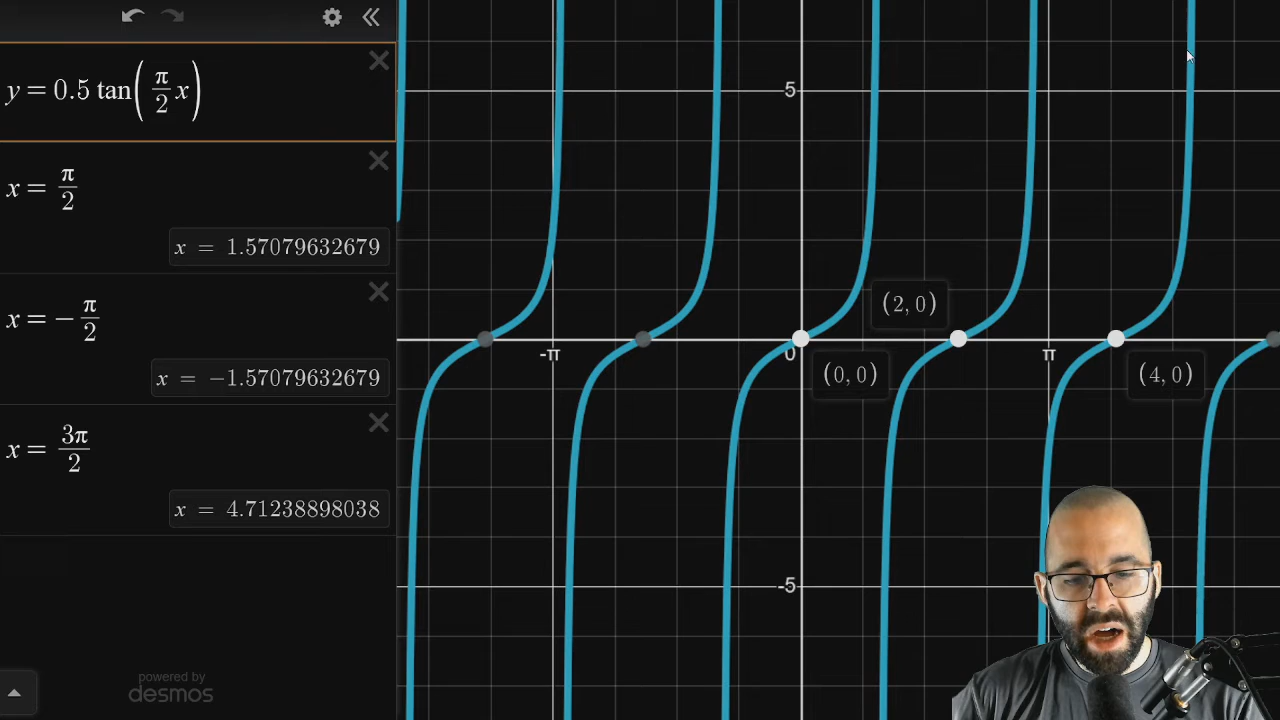 y = 0.5 tan(π/2 x)
x = π/2
x = 1.57079632679
x = −π/2
x = −1.57079632679
x = 3π/2
x = 4.71238898038
powered by
desmos
5
(2, 0)
-π
0
π
(0, 0)
(4, 0)
-5